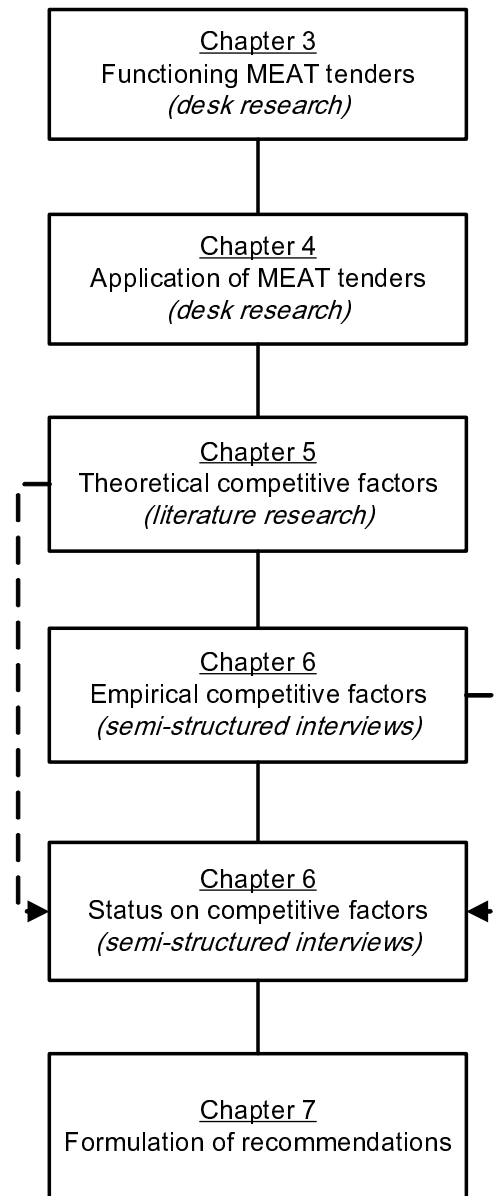 Chapter 3
Functioning MEAT tenders
(desk research)
Chapter 4
Application of MEAT tenders
(desk research)
Chapter 5
Theoretical competitive factors
(literature research)
Chapter 6
Empirical competitive factors
(semi-structured interviews)
Chapter 6
Status on competitive factors
(semi-structured interviews)
Chapter 7
Formulation of recommendations